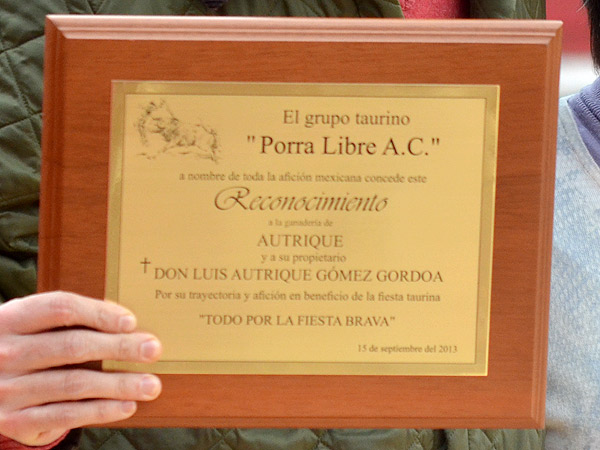 El grupo taurino
"Porra Libre A.C."
a nombre de toda la afición mexicana concede este
Reconocimiento
a la ganadería de
AUTRIQUE
y a su propietario
† DON LUIS AUTRIQUE GÓMEZ GORDOA
Por su trayectoria y afición en beneficio de la fiesta taurina
"TODO POR LA FIESTA BRAVA"
15 de septiembre del 2013